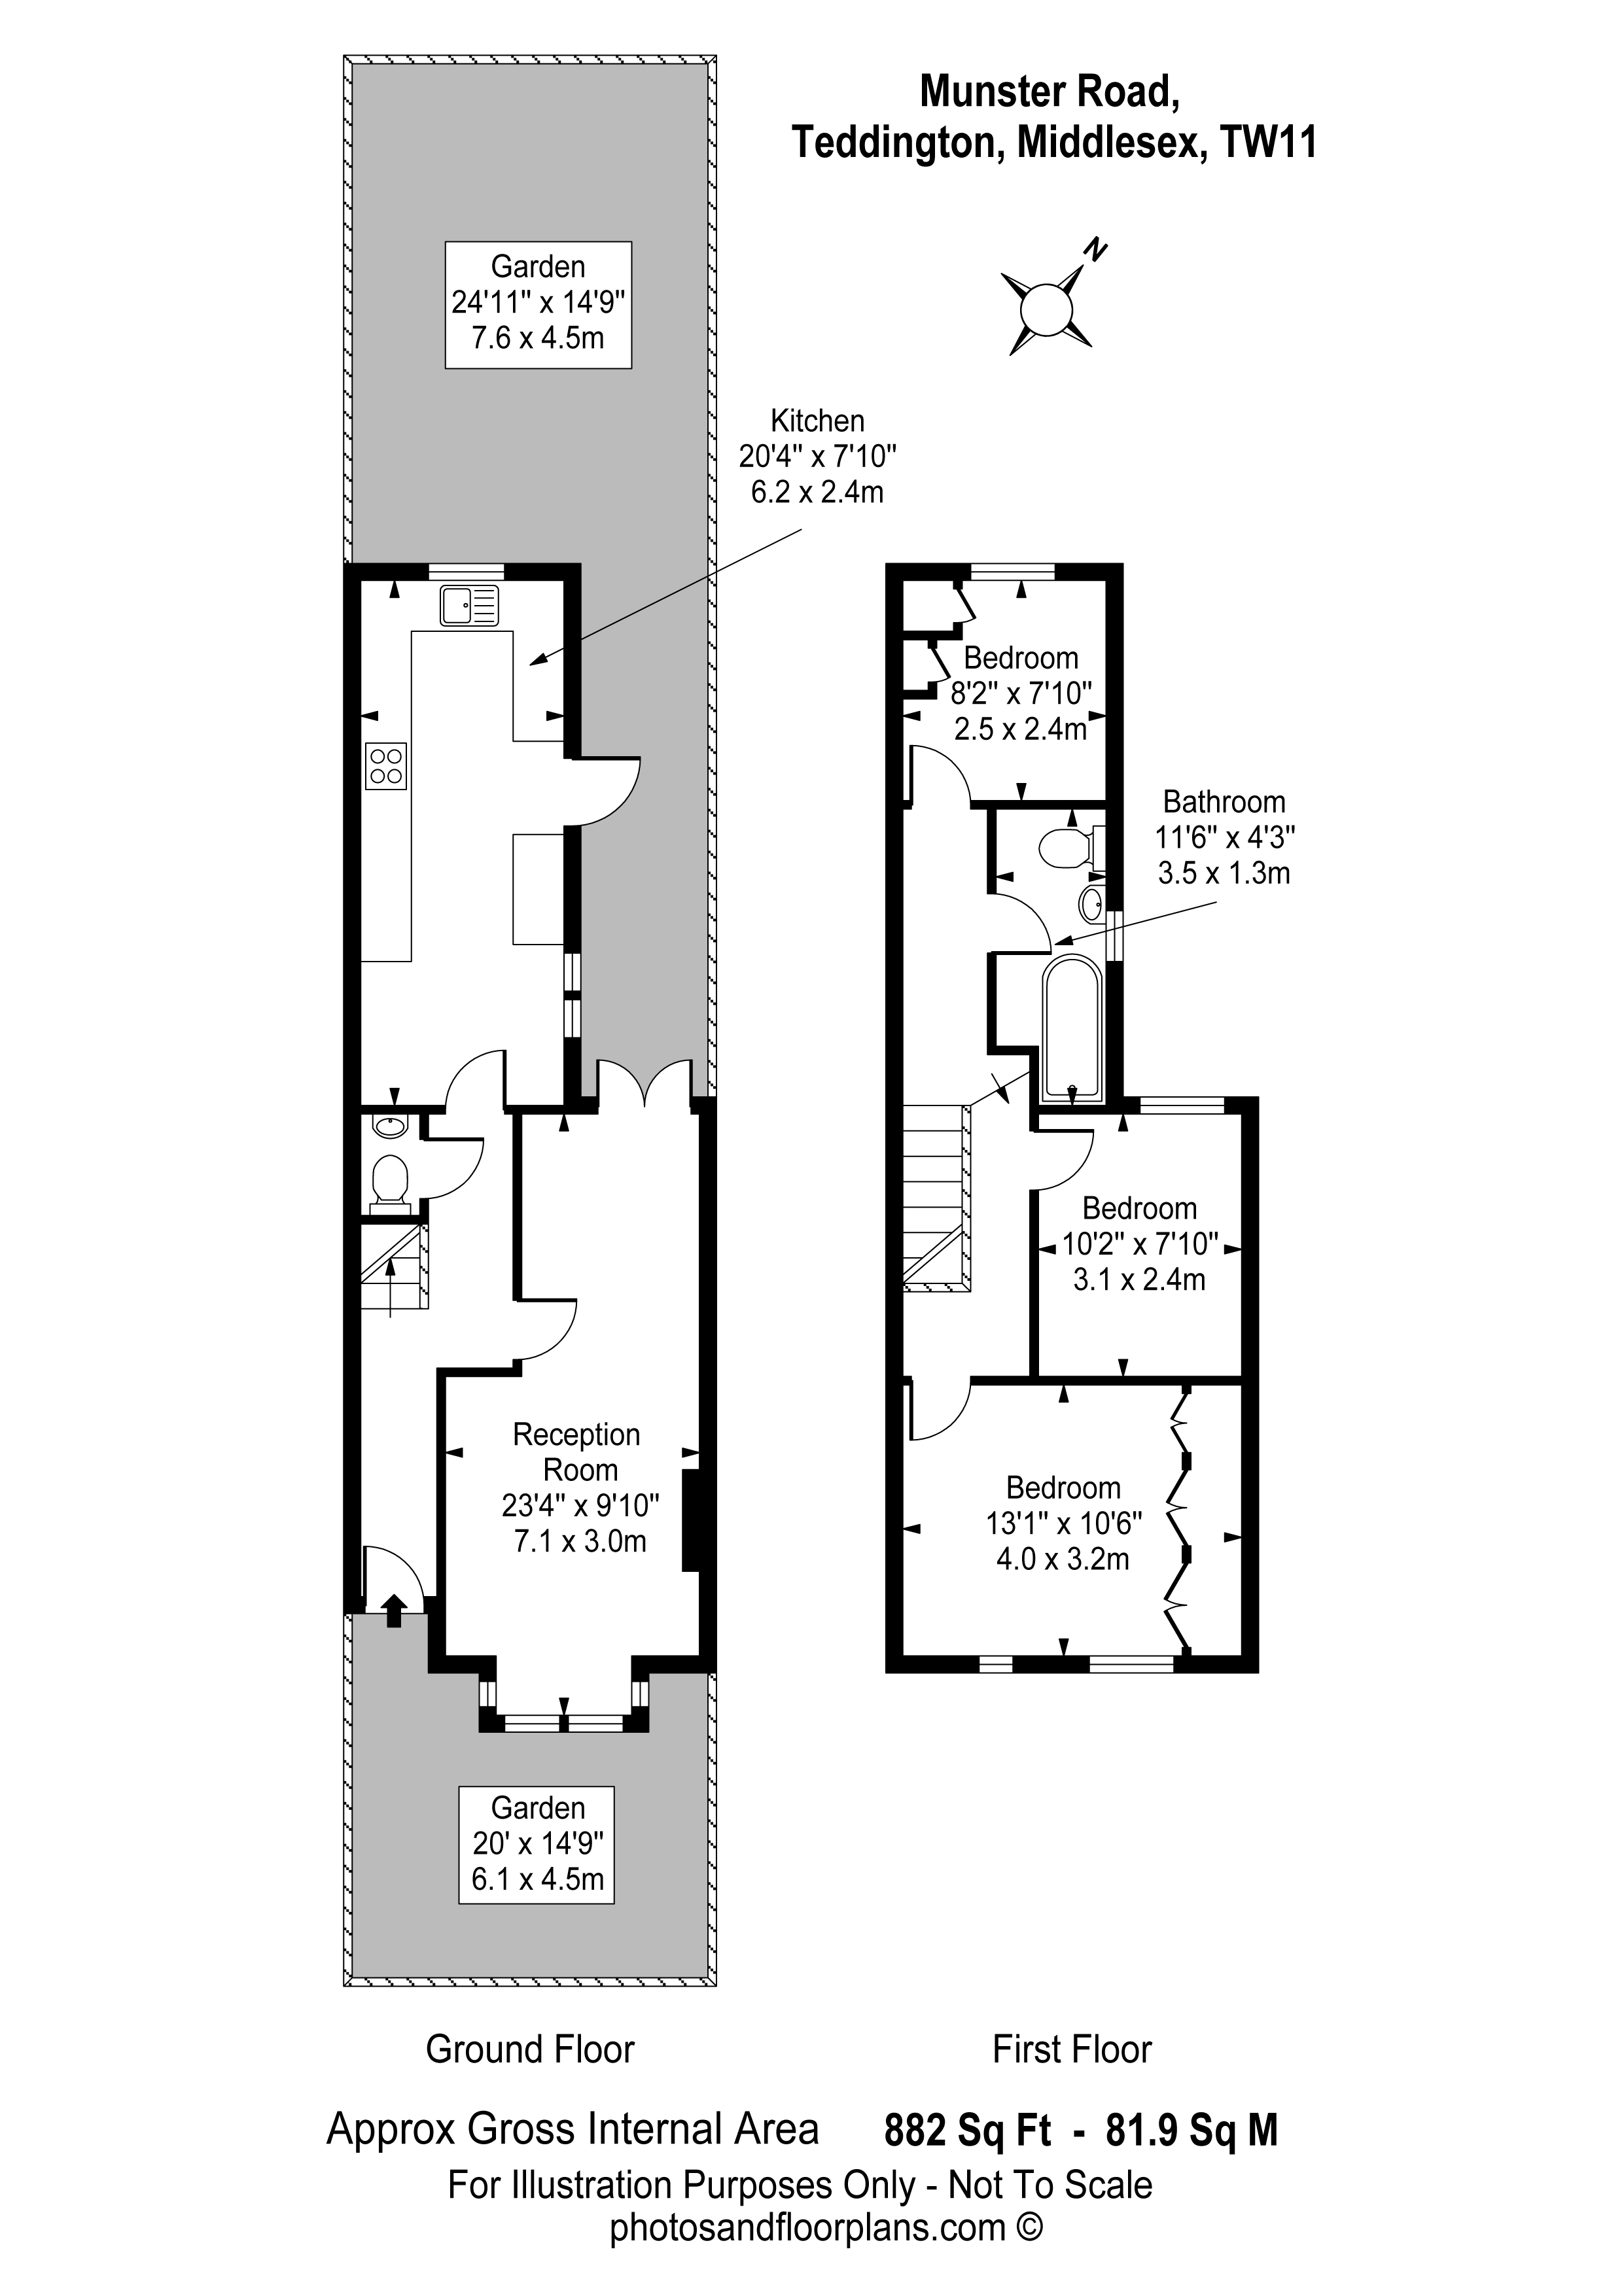 Munster Road,
Teddington, Middlesex, TW11
N
Garden
24'11" x 14'9"
7.6 x 4.5m
Kitchen
20'4" x 7'10"
6.2 x 2.4m
Bedroom
8'2" x 7'10"
2.5 x 2.4m
Bathroom
11'6" x 4'3"
3.5 x 1.3m
Bedroom
10'2" x 7'10"
3.1 x 2.4m
Reception
Room
23'4" x 9'10"
7.1 x 3.0m
Bedroom
13'1" x 10'6"
4.0 x 3.2m
Garden
20' x 14'9"
6.1 x 4.5m
Ground Floor
First Floor
Approx Gross Internal Area 882 Sq Ft - 81.9 Sq M
For Illustration Purposes Only - Not To Scale
photosandfloorplans.com ©